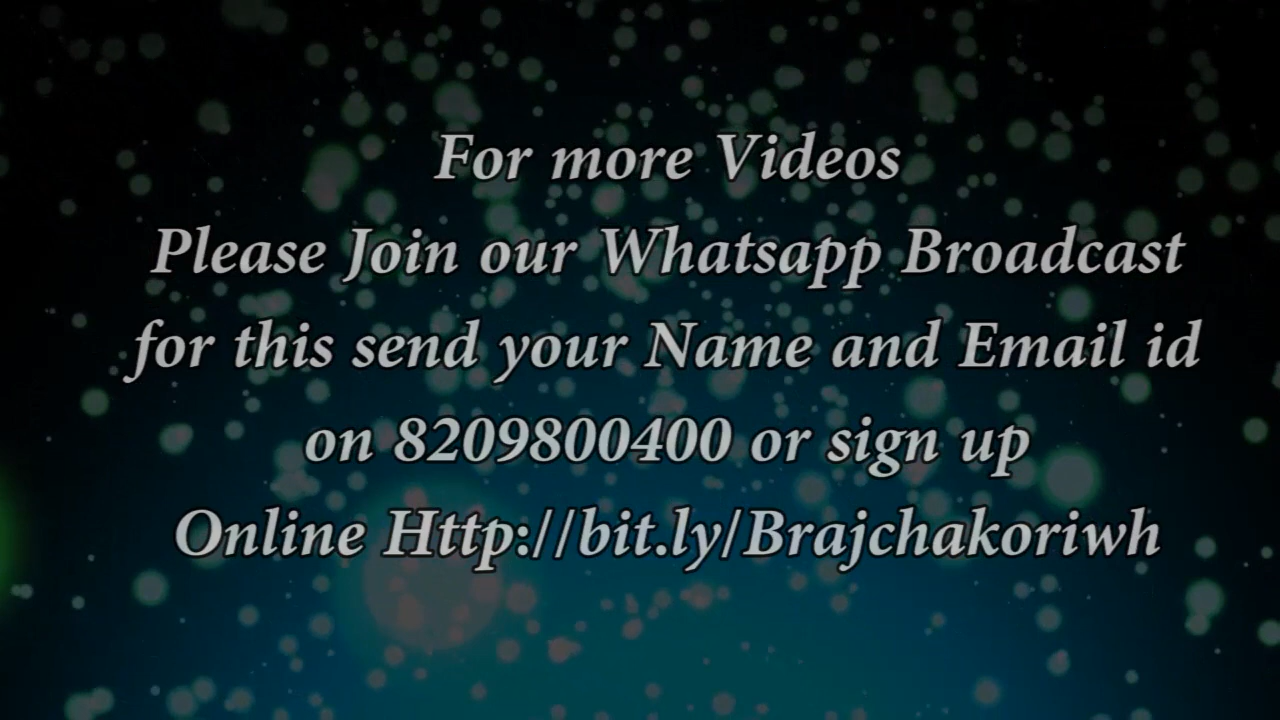 For more Videos
Please Join our Whatsapp Broadcast
for this send your Name and Email id
on 8209800400 or sign up
Online Http://bit.ly/Brajchakoriwh